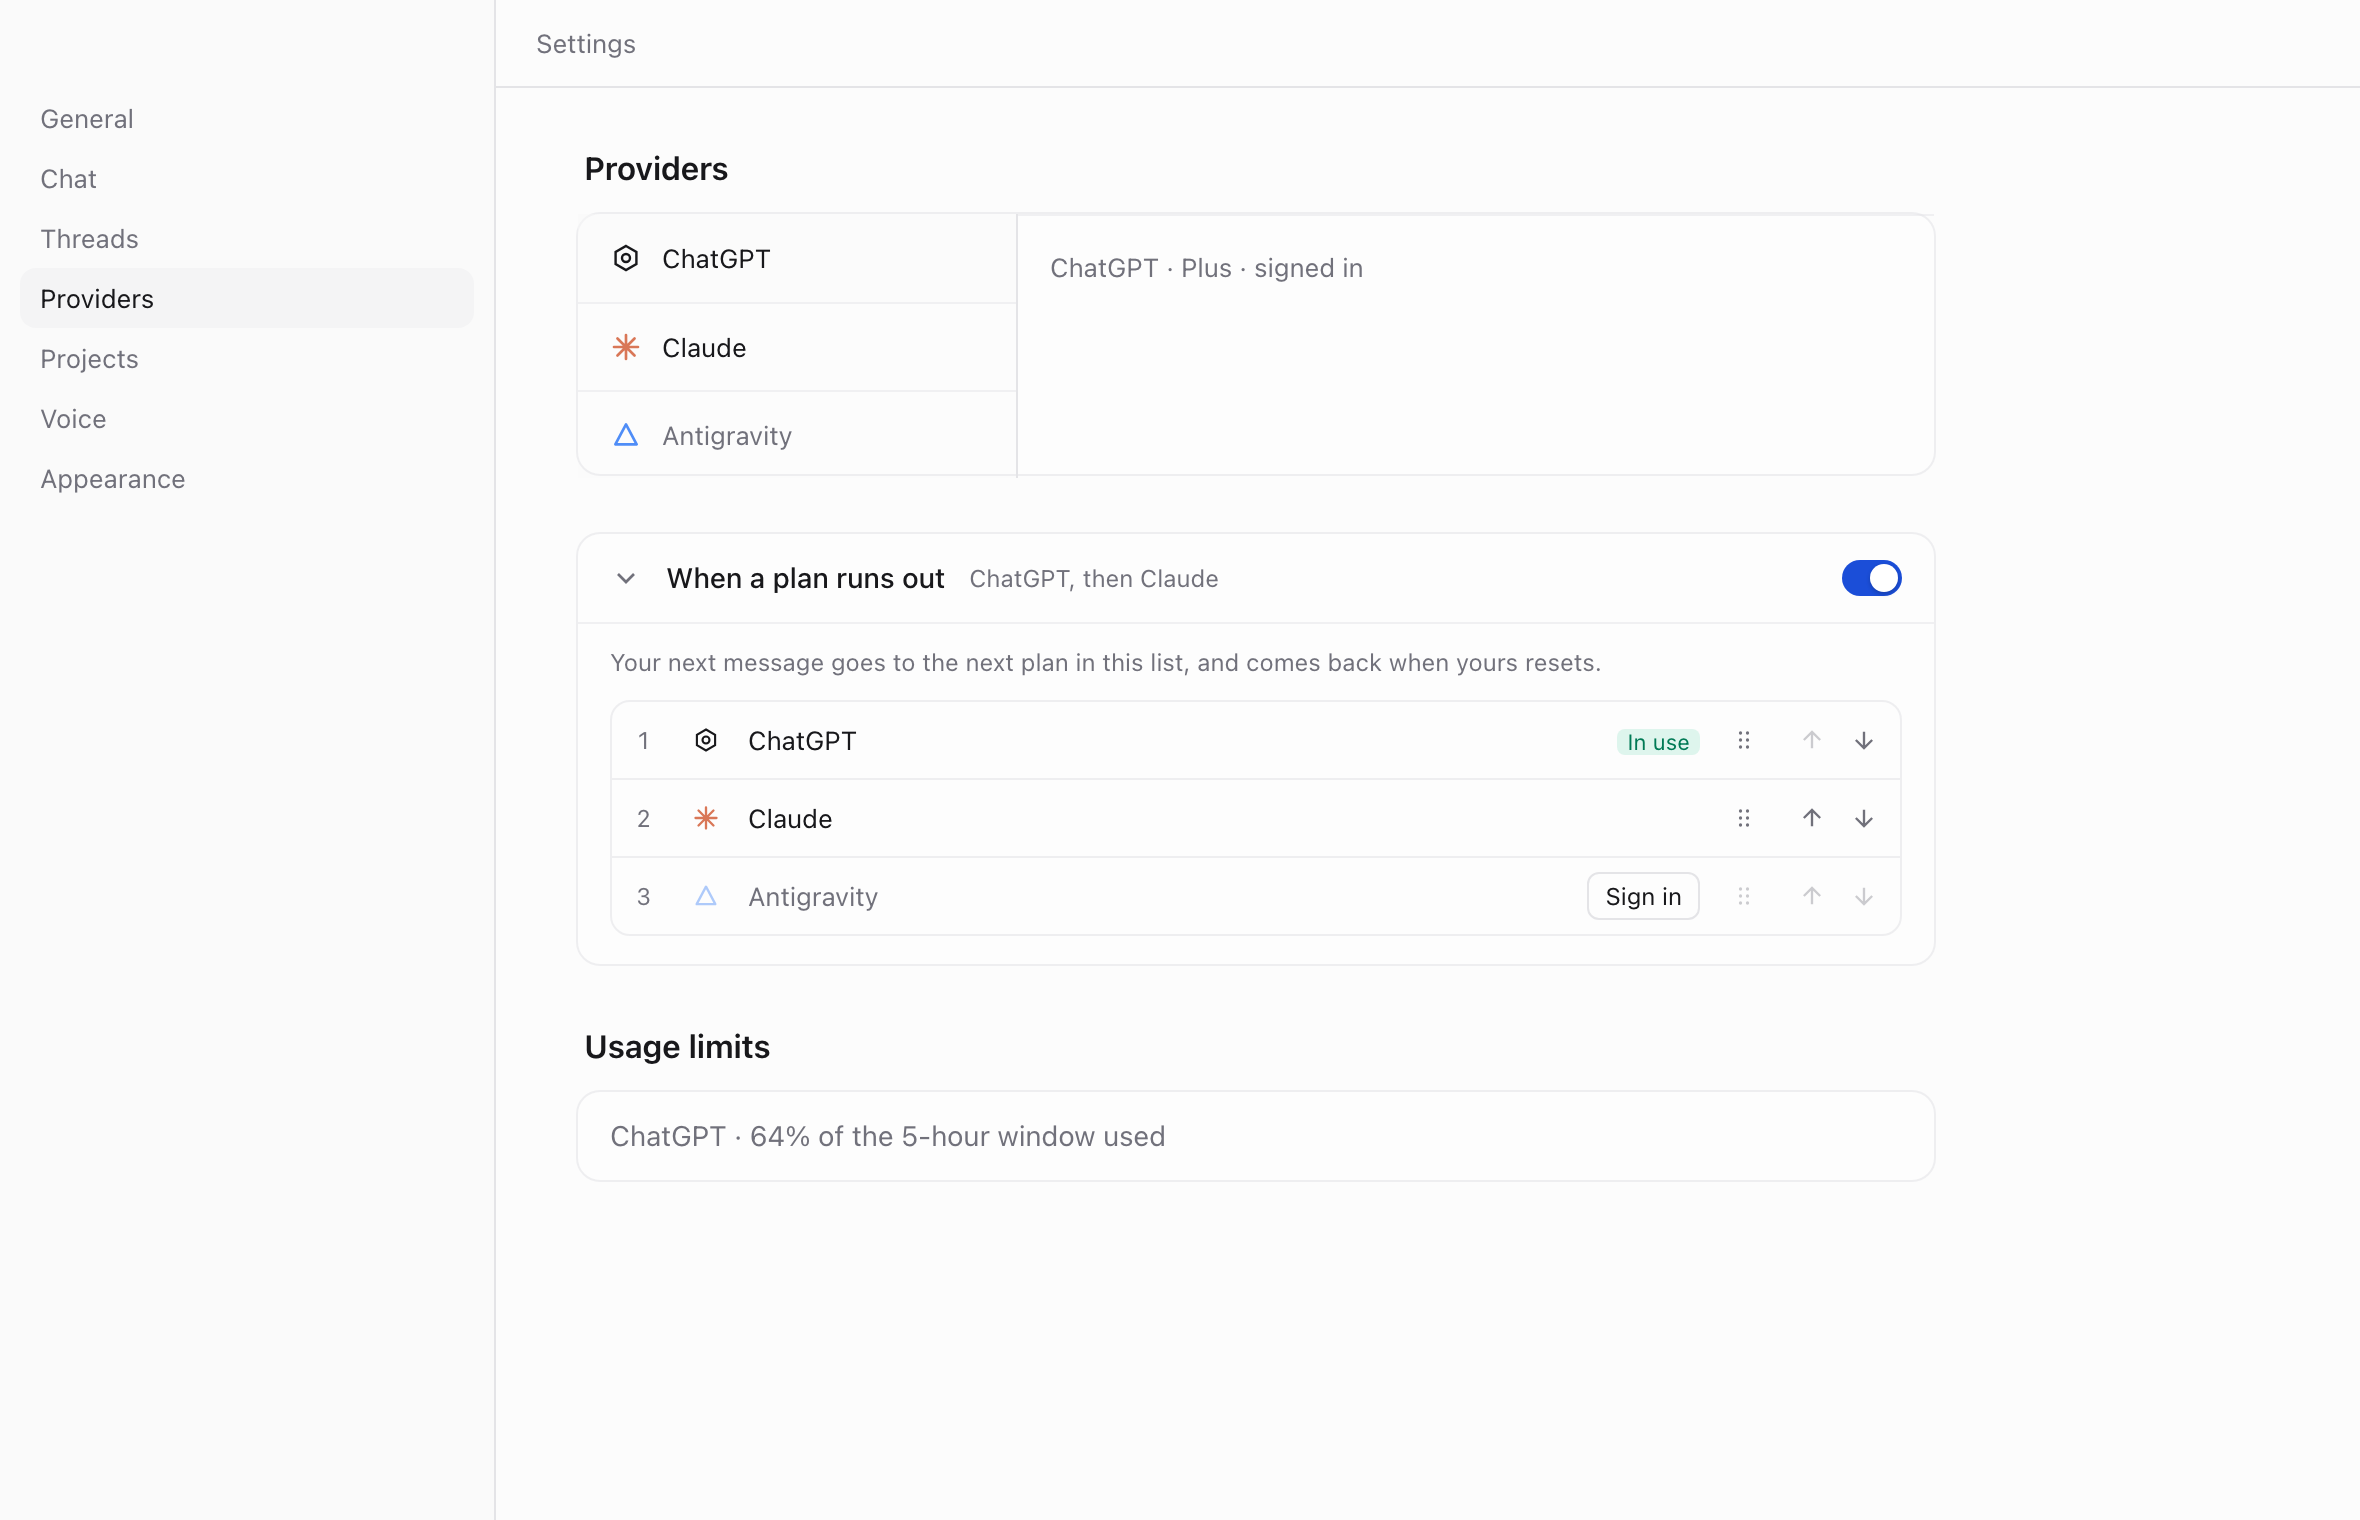 Settings
General
Chat
Threads
Providers
Projects
Voice
Appearance
Providers
ChatGPT
Claude
Antigravity
ChatGPT · Plus · signed in
When a plan runs out ChatGPT, then Claude
Your next message goes to the next plan in this list, and comes back when yours resets.
1 ChatGPT In use
2 Claude
3 Antigravity Sign in
Usage limits
ChatGPT · 64% of the 5-hour window used